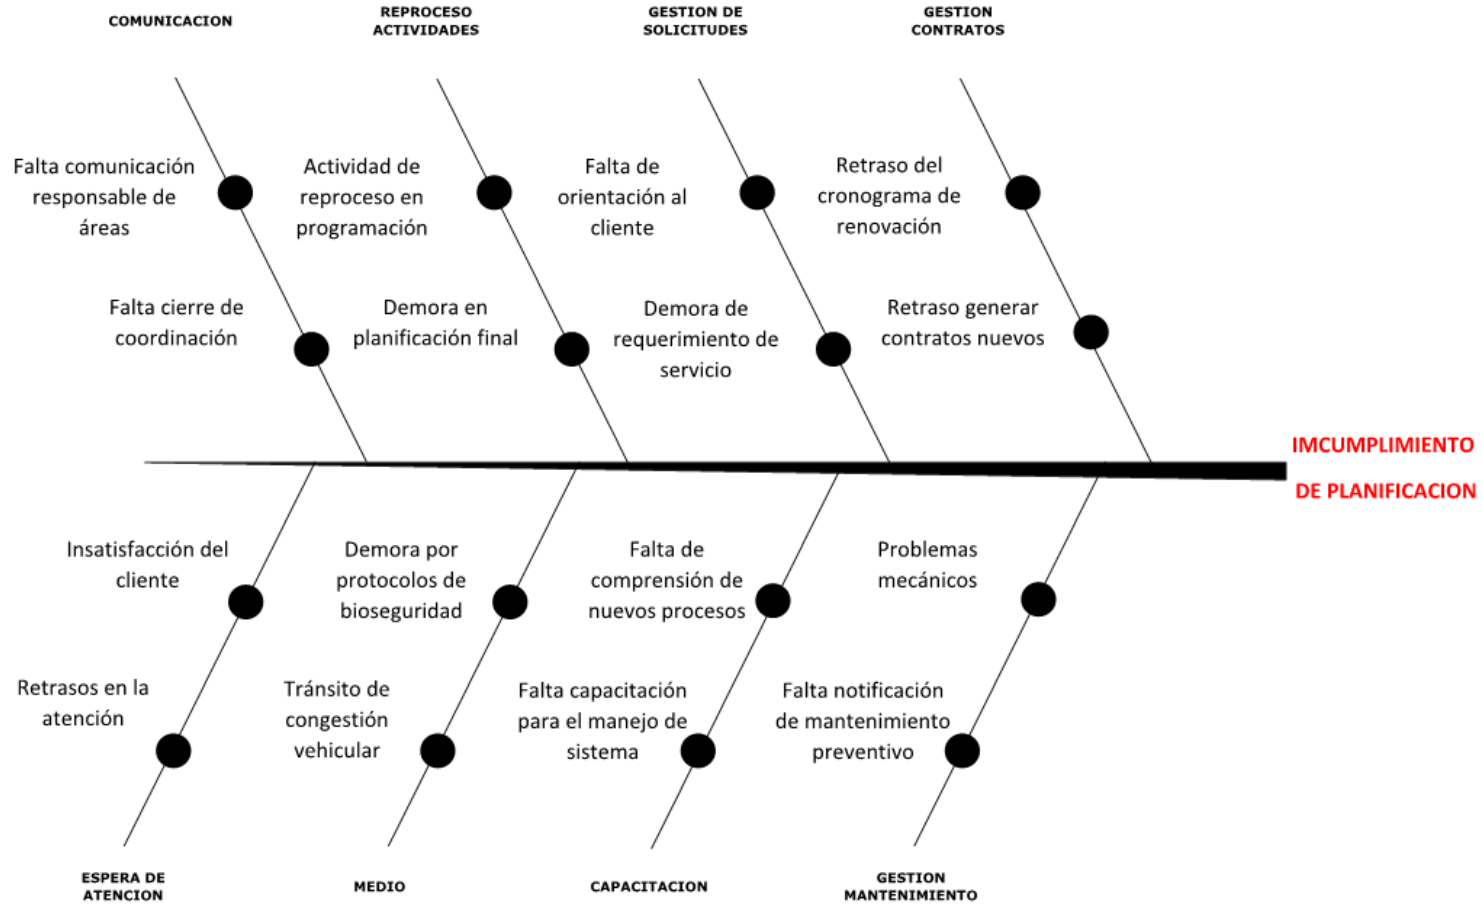 COMUNICACION
REPROCESO
ACTIVIDADES
GESTION DE
SOLICITUDES
GESTION
CONTRATOS
Falta comunicación
responsable de
áreas
Actividad de
reproceso en
programación
Falta de
orientación al
cliente
Retraso del
cronograma de
renovación
Falta cierre de
coordinación
Demora en
planificación final
Demora de
requerimiento de
servicio
Retraso generar
contratos nuevos
IMCUMPLIMIENTO
DE PLANIFICACION
Insatisfacción del
cliente
Demora por
protocolos de
bioseguridad
Falta de
comprensión de
nuevos procesos
Problemas
mecánicos
Retrasos en la
atención
Tránsito de
congestión
vehicular
Falta capacitación
para el manejo de
sistema
Falta notificación
de mantenimiento
preventivo
ESPERA DE
ATENCION
MEDIO
CAPACITACION
GESTION
MANTENIMIENTO